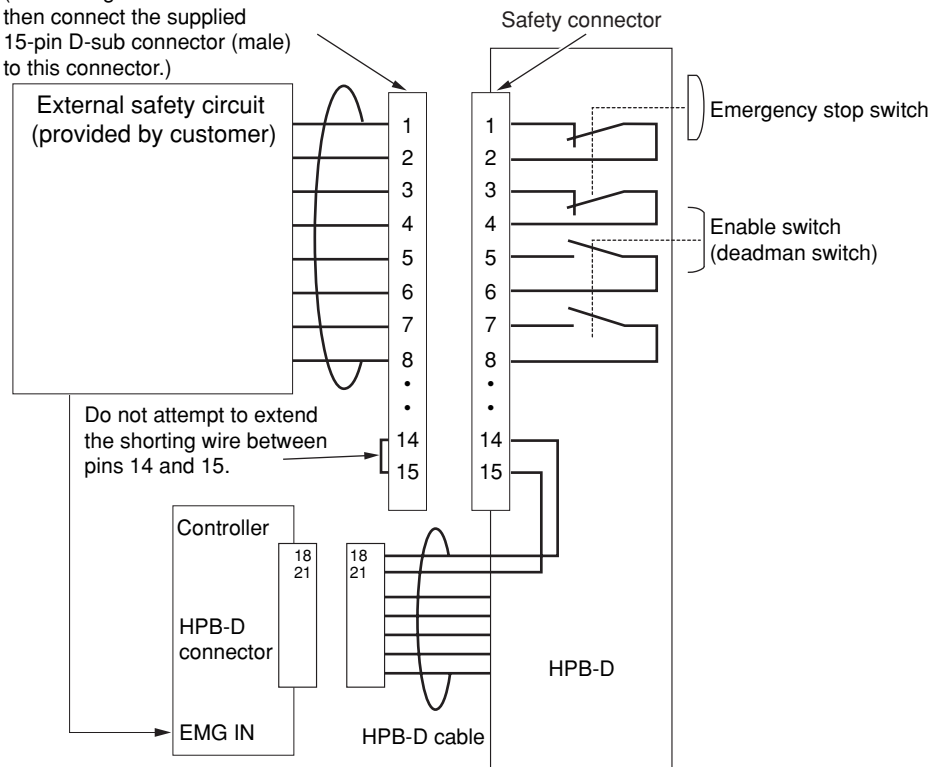 then connect the supplied
15-pin D-sub connector (male)
to this connector.)
Safety connector
External safety circuit
(provided by customer)
Emergency stop switch
Enable switch
(deadman switch)
1
2
3
4
5
6
7
8
•
•
14
15
1
2
3
4
5
6
7
8
•
•
14
15
Do not attempt to extend
the shorting wire between
pins 14 and 15.
Controller
18
21
18
21
HPB-D
connector
EMG IN
HPB-D cable
HPB-D